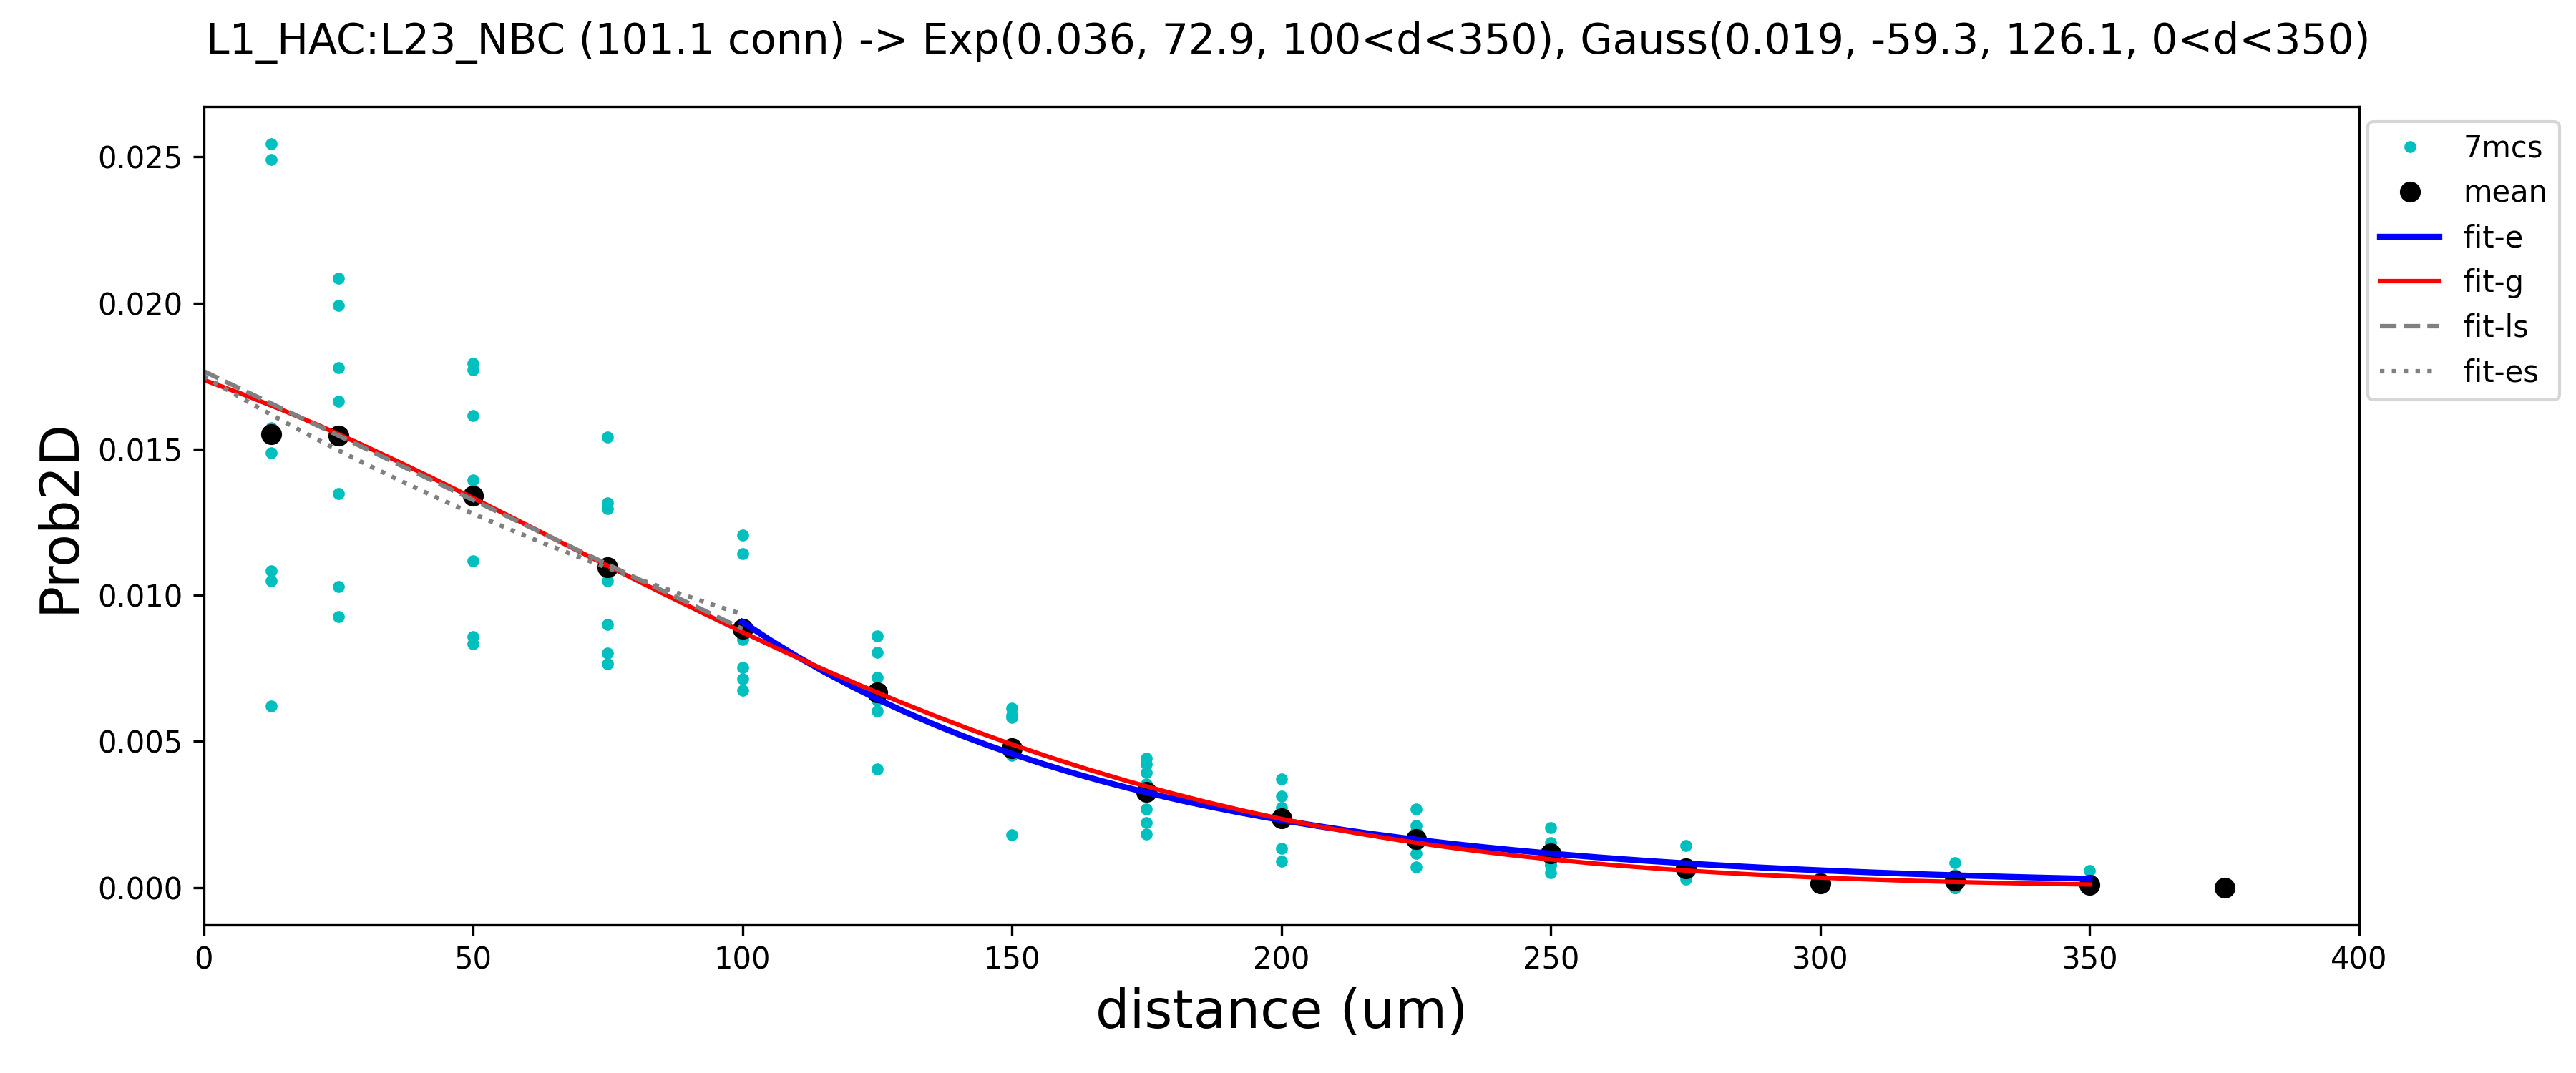 L1_HAC:L23_NBC (101.1 conn) -> Exp(0.036, 72.9, 100<d<350), Gauss(0.019, -59.3, 126.1, 0<d<350)
7mcs
mean
fit-e
fit-g
fit-ls
fit-es
Prob2D
0.025
0.020
0.015
0.010
0.005
0.000
0 50 100 150 200 250 300 350 400
distance (um)